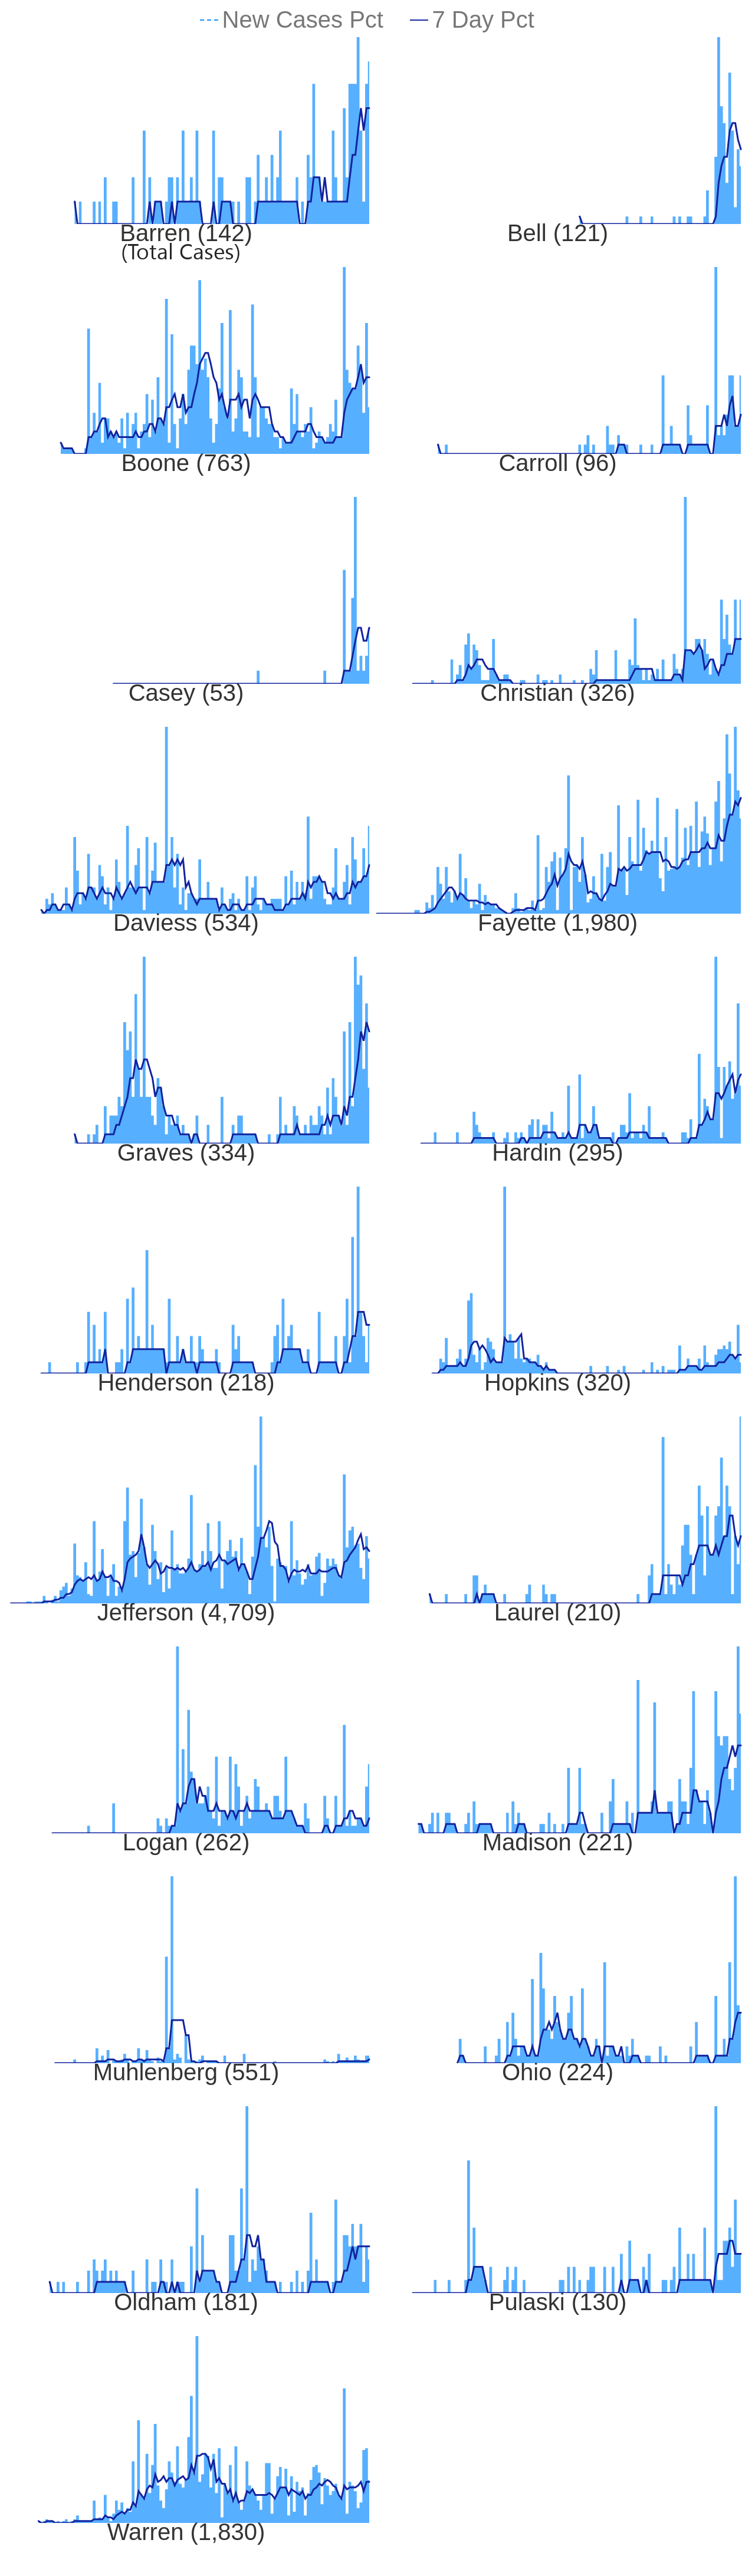 New Cases Pct 7 Day Pct
Barren (142) Bell (121)
(Total Cases)
Boone (763) Carroll (96)
Casey (53) Christian (326)
Daviess (534) Fayette (1,980)
Graves (334) Hardin (295)
Henderson (218) Hopkins (320)
Jefferson (4,709) Laurel (210)
Logan (262) Madison (221)
Muhlenberg (551) Ohio (224)
Oldham (181) Pulaski (130)
Warren (1,830)